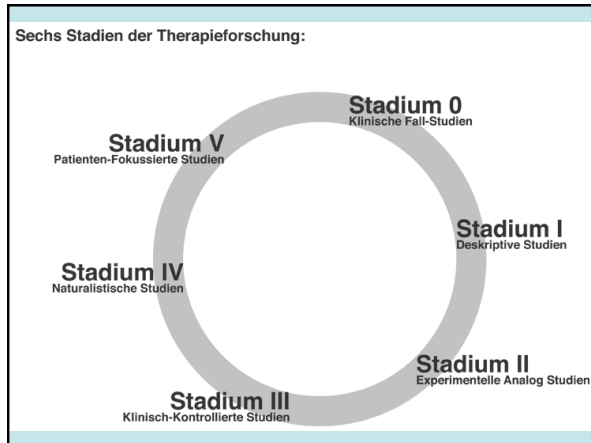 Sechs Stadien der Therapieforschung:
Stadium 0
Klinische Fall-Studien
Stadium I
Deskriptive Studien
Stadium II
Experimentelle Analog Studien
Stadium III
Klinisch-Kontrollierte Studien
Stadium IV
Naturalistische Studien
Stadium V
Patienten-Fokussierte Studien